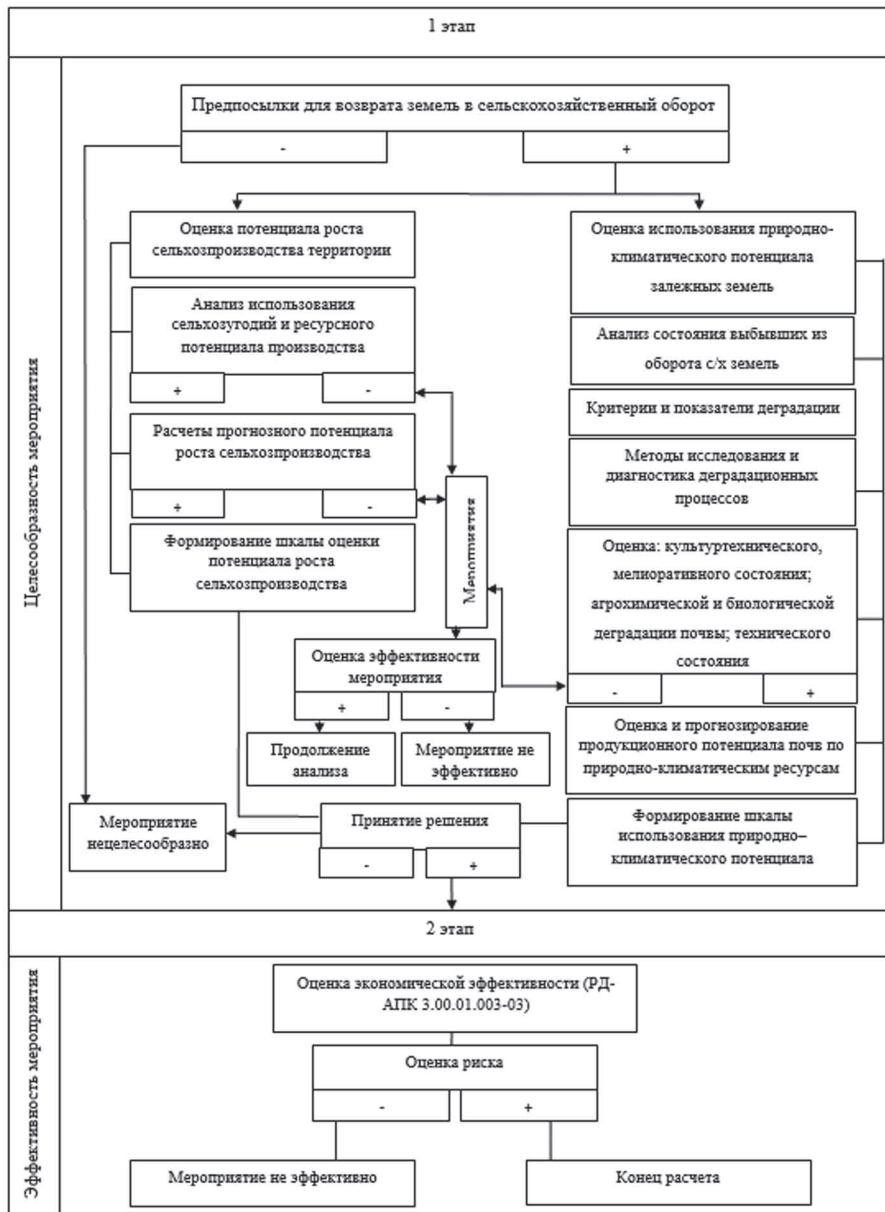 1 этап
Целесообразность мероприятия
Предпосылки для возврата земель в сельскохозяйственный оборот
-
+
Оценка потенциала роста
сельхозпроизводства территории
Анализ использования
сельхозугодий и ресурсного
потенциала производства
+
-
Расчеты прогнозного потенциала
роста сельхозпроизводства
+
-
Формирование шкалы оценки
потенциала роста
сельхозпроизводства
Мероприятия
Оценка использования природно-
климатического потенциала
залежных земель
Анализ состояния выбывших из
оборота с/х земель
Критерии и показатели деградации
Методы исследования и
диагностика деградационных
процессов
Оценка: культуртехнического,
мелиоративного состояния;
агрохимической и биологической
деградации почвы; технического
состояния
-
+
Оценка и прогнозирование
продукционного потенциала почв по
природно-климатическим ресурсам
Формирование шкалы
использования природно–
климатического потенциала
Оценка эффективности
мероприятия
+
-
Продолжение
анализа
Мероприятие не
эффективно
Мероприятие
нецелесообразно
Принятие решения
-
+
2 этап
Эффективность мероприятия
Оценка экономической эффективности (РД-
АПК 3.00.01.003-03)
Оценка риска
-
+
Мероприятие не эффективно
Конец расчета